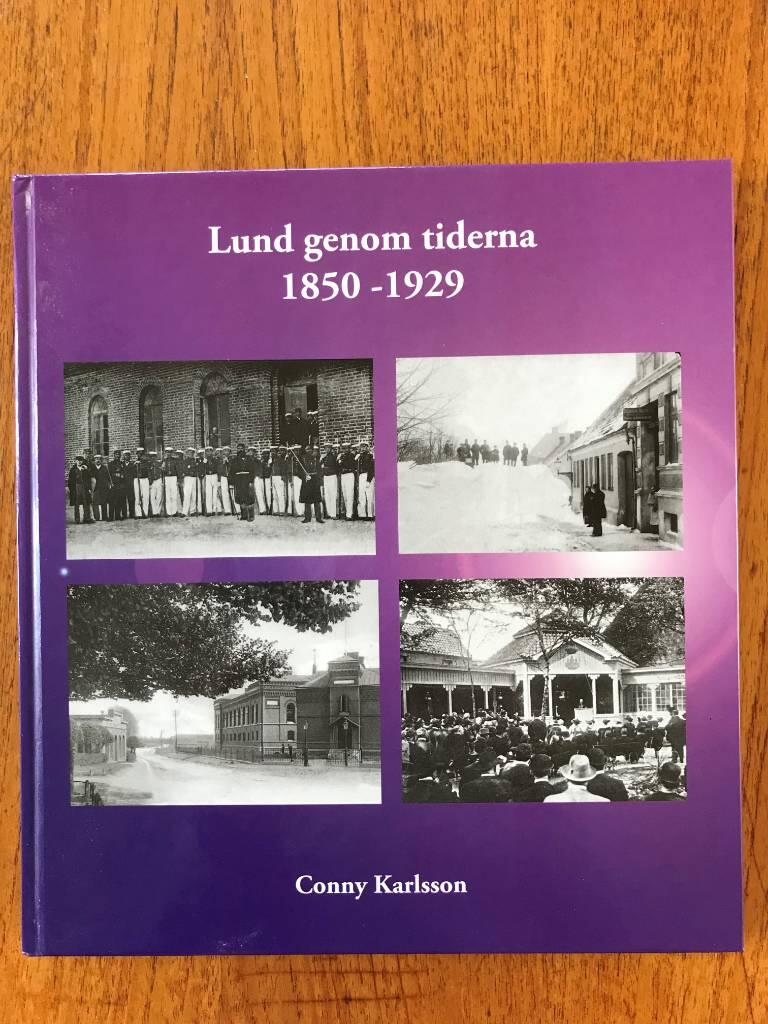 Lund genom tiderna
1850 -1929
Conny Karlsson